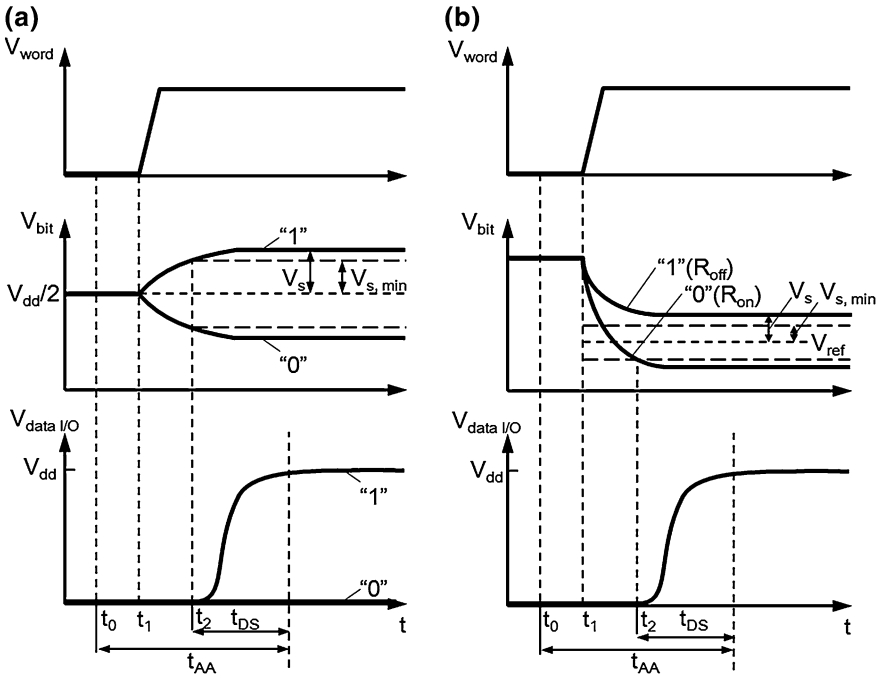 (a)
V_word
V_bit
"1"
V_dd/2
V_s
V_s, min
"0"
V_data I/O
V_dd
"1"
"0"
t_0
t_1
t_2
t_DS
t
t_AA
(b)
V_word
V_bit
"1"(R_off)
"0"(R_on)
V_s
V_s, min
V_ref
V_data I/O
V_dd
t_0
t_1
t_2
t_DS
t
t_AA